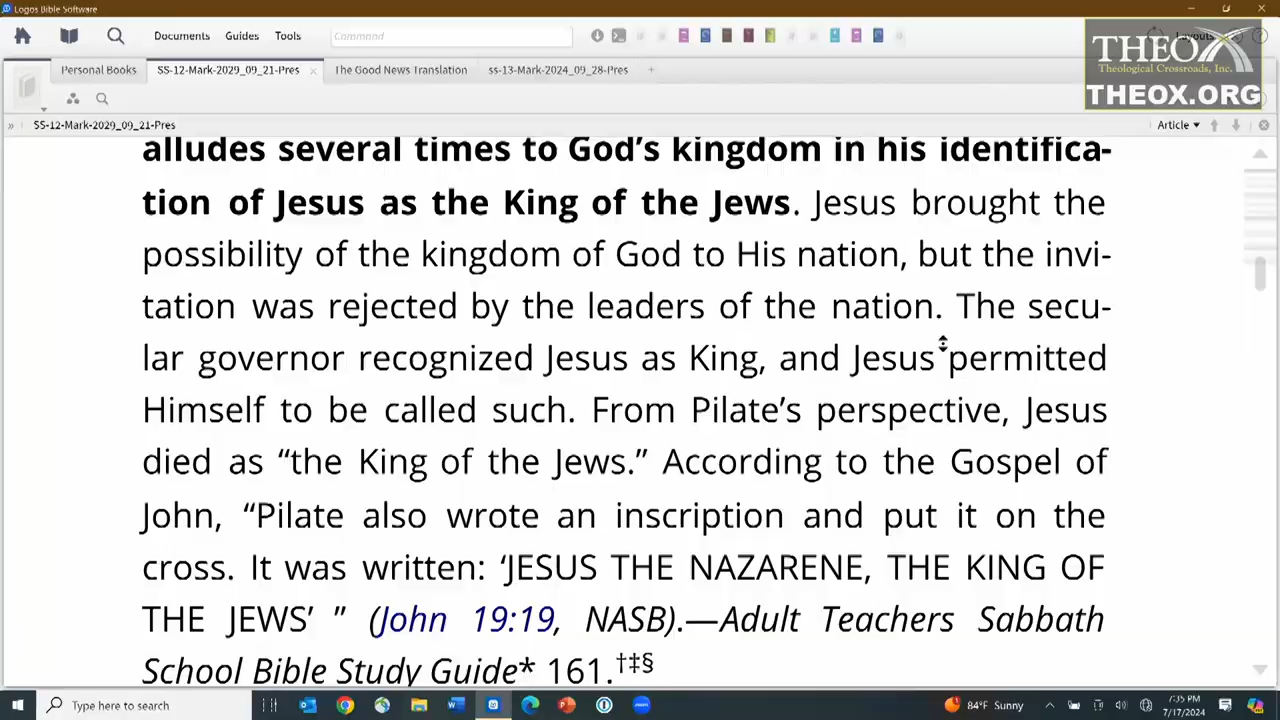 Logos Bible Software
Documents Guides Tools Command
THEOX
Theological Crossroads, Inc.
THEOX.ORG
Personal Books SS-12-Mark-2029_09_21-Pres The Good News ss-13-Mark-2024_09_28-Pres
SS-12-Mark-2029_09_21-Pres Article
alludes several times to God’s kingdom in his identifica-
tion of Jesus as the King of the Jews. Jesus brought the
possibility of the kingdom of God to His nation, but the invi-
tation was rejected by the leaders of the nation. The secu-
lar governor recognized Jesus as King, and Jesus permitted
Himself to be called such. From Pilate’s perspective, Jesus
died as “the King of the Jews.” According to the Gospel of
John, “Pilate also wrote an inscription and put it on the
cross. It was written: ‘JESUS THE NAZARENE, THE KING OF
THE JEWS’ ” (John 19:19, NASB).—Adult Teachers Sabbath
School Bible Study Guide* 161.†‡§
Type here to search 84°F Sunny 7:35 PM
7/17/2024